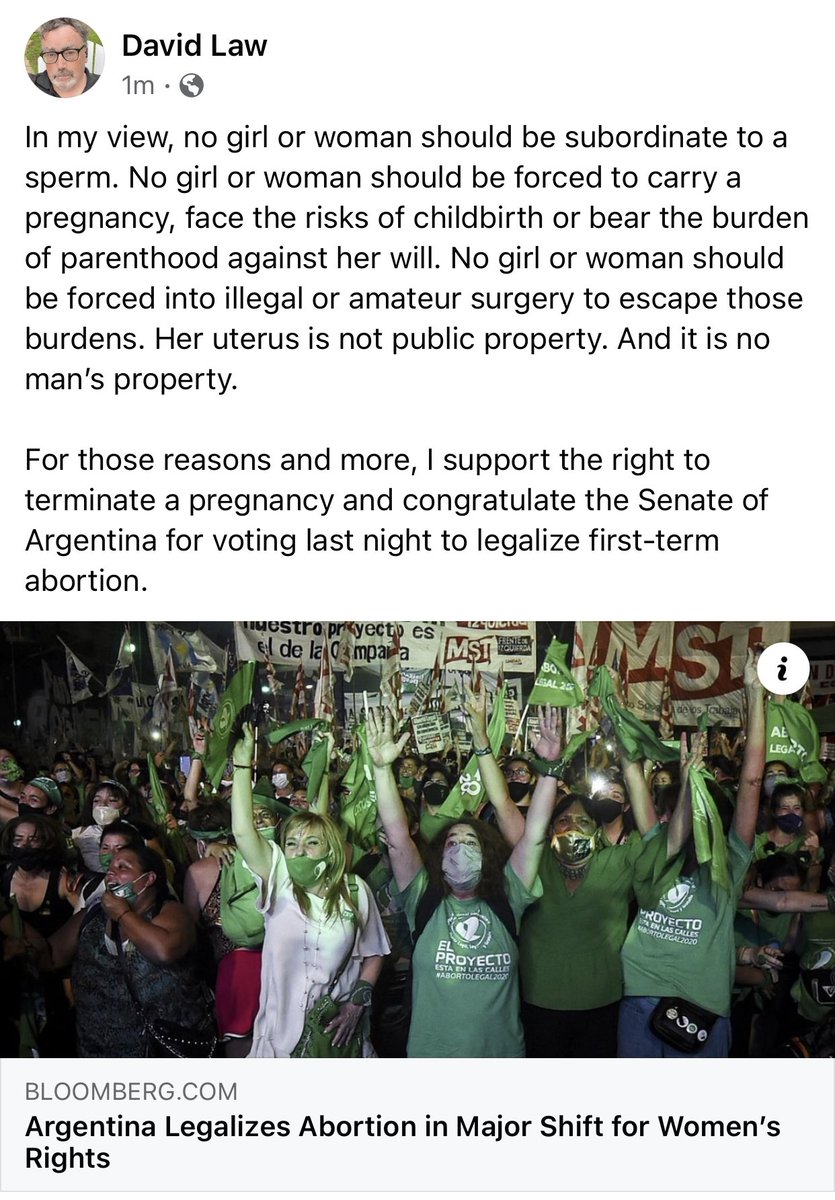 David Law
1m ·
In my view, no girl or woman should be subordinate to a
sperm. No girl or woman should be forced to carry a
pregnancy, face the risks of childbirth or bear the burden
of parenthood against her will. No girl or woman should
be forced into illegal or amateur surgery to escape those
burdens. Her uterus is not public property. And it is no
man’s property.
For those reasons and more, I support the right to
terminate a pregnancy and congratulate the Senate of
Argentina for voting last night to legalize first-term
abortion.
el de la
MST
FRENTE DE
IZQUIERDA
MST
i
EL
PROYECTO
ESTA EN LAS CALLES
#ABORTOLEGAL2020
PROYECTO
ESTA EN LAS CALLES
#ABORTOLEGAL2020
BLOOMBERG.COM
Argentina Legalizes Abortion in Major Shift for Women’s
Rights